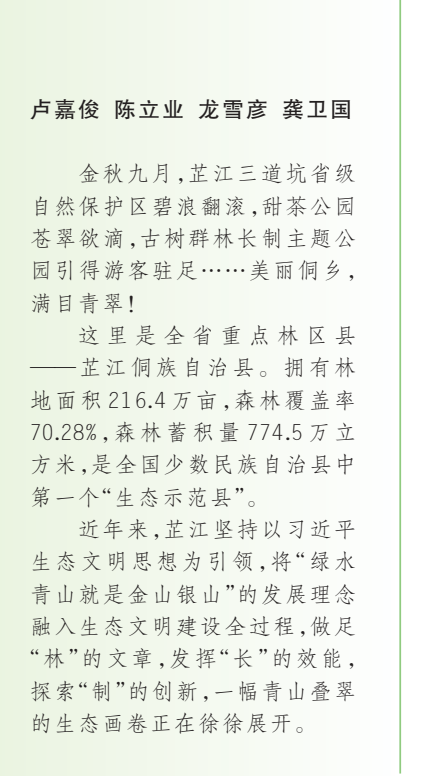 卢嘉俊 陈立业 龙雪彦 龚卫国
金秋九月,芷江三道坑省级
自然保护区碧浪翻滚,甜茶公园
苍翠欲滴,古树群林长制主题公
园引得游客驻足……美丽侗乡,
满目青翠!
这里是全省重点林区县
——芷江侗族自治县。拥有林
地面积216.4万亩,森林覆盖率
70.28%,森林蓄积量774.5万立
方米,是全国少数民族自治县中
第一个“生态示范县”。
近年来,芷江坚持以习近平
生态文明思想为引领,将“绿水
青山就是金山银山”的发展理念
融入生态文明建设全过程,做足
“林”的文章,发挥“长”的效能,
探索“制”的创新,一幅青山叠翠
的生态画卷正在徐徐展开。